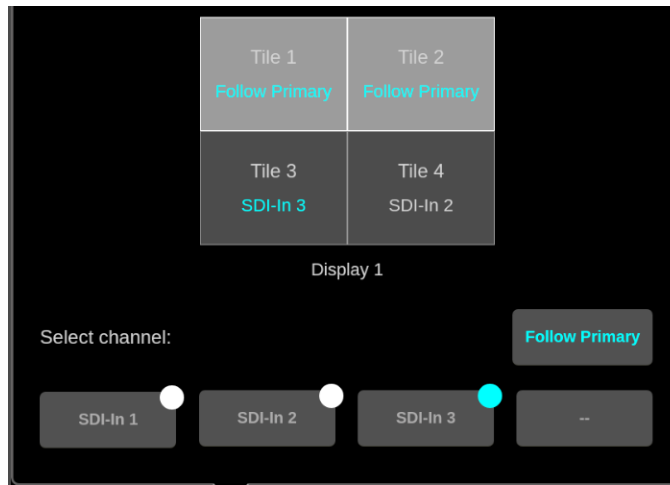 Tile 1
Tile 2
Follow Primary
Follow Primary
Tile 3
Tile 4
SDI-In 3
SDI-In 2
Display 1
Select channel:
Follow Primary
SDI-In 1
SDI-In 2
SDI-In 3
--